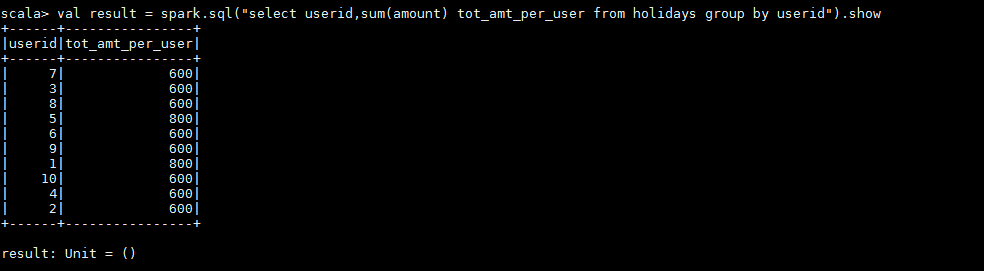 scala> val result = spark.sql("select userid,sum(amount) tot_amt_per_user from holidays group by userid").show
+------+----------------+
|userid|tot_amt_per_user|
+------+----------------+
|     7|             600|
|     3|             600|
|     8|             600|
|     5|             800|
|     6|             600|
|     9|             600|
|     1|             800|
|    10|             600|
|     4|             600|
|     2|             600|
+------+----------------+
result: Unit = ()